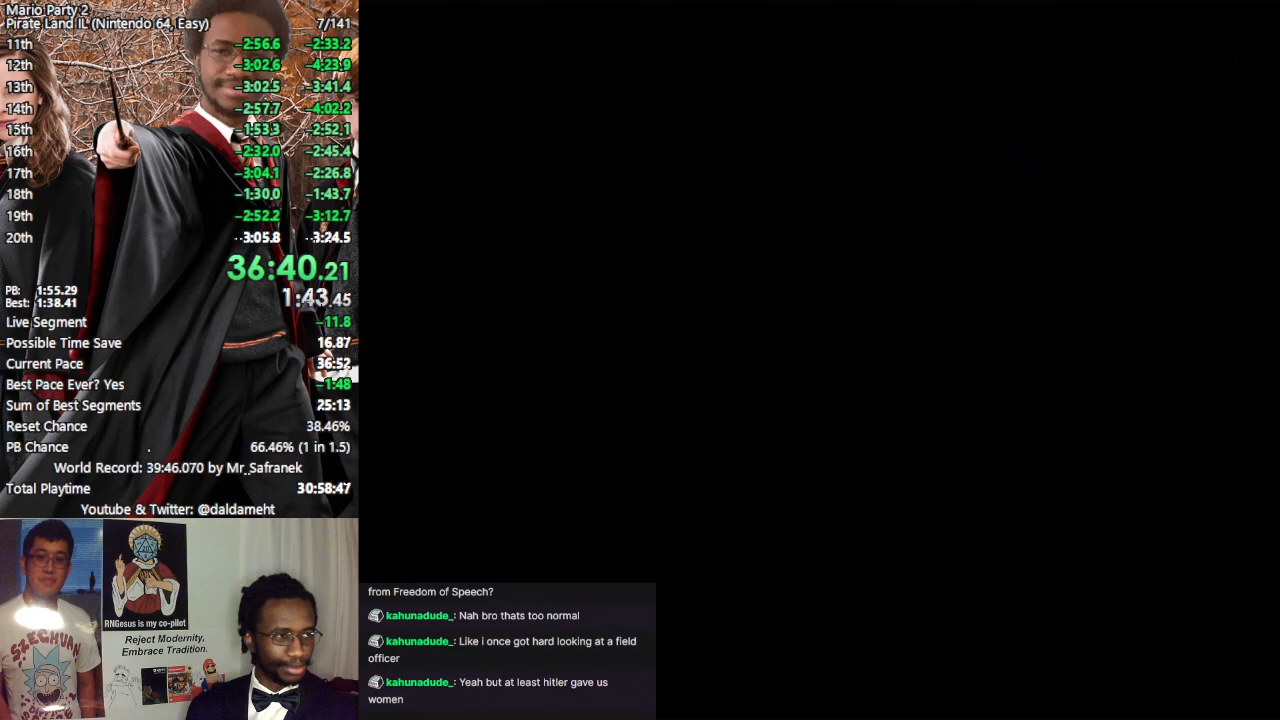 Mario Party 2
Pirate Land IL (Nintendo 64, Easy) 7/141
11th −2:56.6 −2:33.2
12th −3:02.6 −4:23.9
13th −3:02.5 −3:41.4
14th −2:57.7 −4:02.2
15th −1:53.3 −2:52.1
16th −2:32.0 −2:45.4
17th −3:04.1 −2:26.8
18th −1:30.0 −1:43.7
19th −2:52.2 −3:12.7
20th 3:05.8 3:24.5
36:40.21
PB: 1:55.29
Best: 1:38.41
1:43.45
Live Segment −11.8
Possible Time Save 16.87
Current Pace 36:52
Best Pace Ever? Yes −1:48
Sum of Best Segments 25:13
Reset Chance 38.46%
PB Chance 66.46% (1 in 1.5)
World Record: 39:46.070 by Mr_Safranek
Total Playtime 30:58:47
Youtube & Twitter: @daldameht
SZECHUAN
RNGesus is my co-pilot
Reject Modernity,
Embrace Tradition.
from Freedom of Speech?
kahunadude_: Nah bro thats too normal
kahunadude_: Like i once got hard looking at a field
officer
kahunadude_: Yeah but at least hitler gave us
women